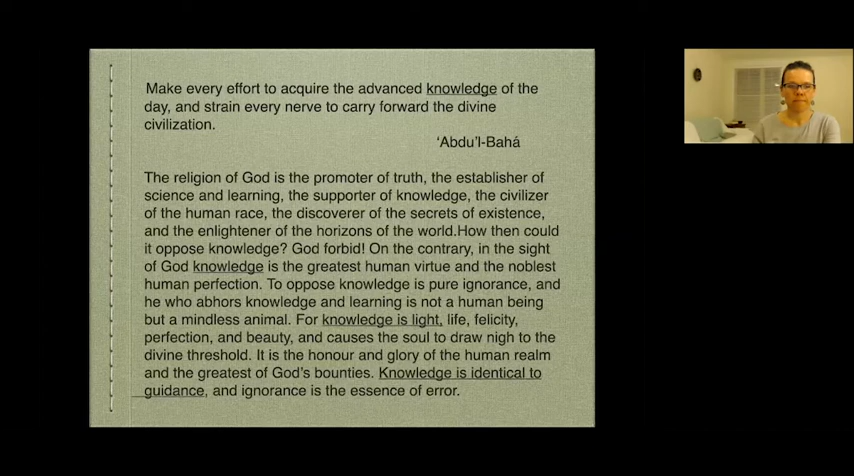 Make every effort to acquire the advanced knowledge of the
day, and strain every nerve to carry forward the divine
civilization.
‘Abdu’l-Bahá
The religion of God is the promoter of truth, the establisher of
science and learning, the supporter of knowledge, the civilizer
of the human race, the discoverer of the secrets of existence,
and the enlightener of the horizons of the world.How then could
it oppose knowledge? God forbid! On the contrary, in the sight
of God knowledge is the greatest human virtue and the noblest
human perfection. To oppose knowledge is pure ignorance, and
he who abhors knowledge and learning is not a human being
but a mindless animal. For knowledge is light, life, felicity,
perfection, and beauty, and causes the soul to draw nigh to the
divine threshold. It is the honour and glory of the human realm
and the greatest of God’s bounties. Knowledge is identical to
guidance, and ignorance is the essence of error.